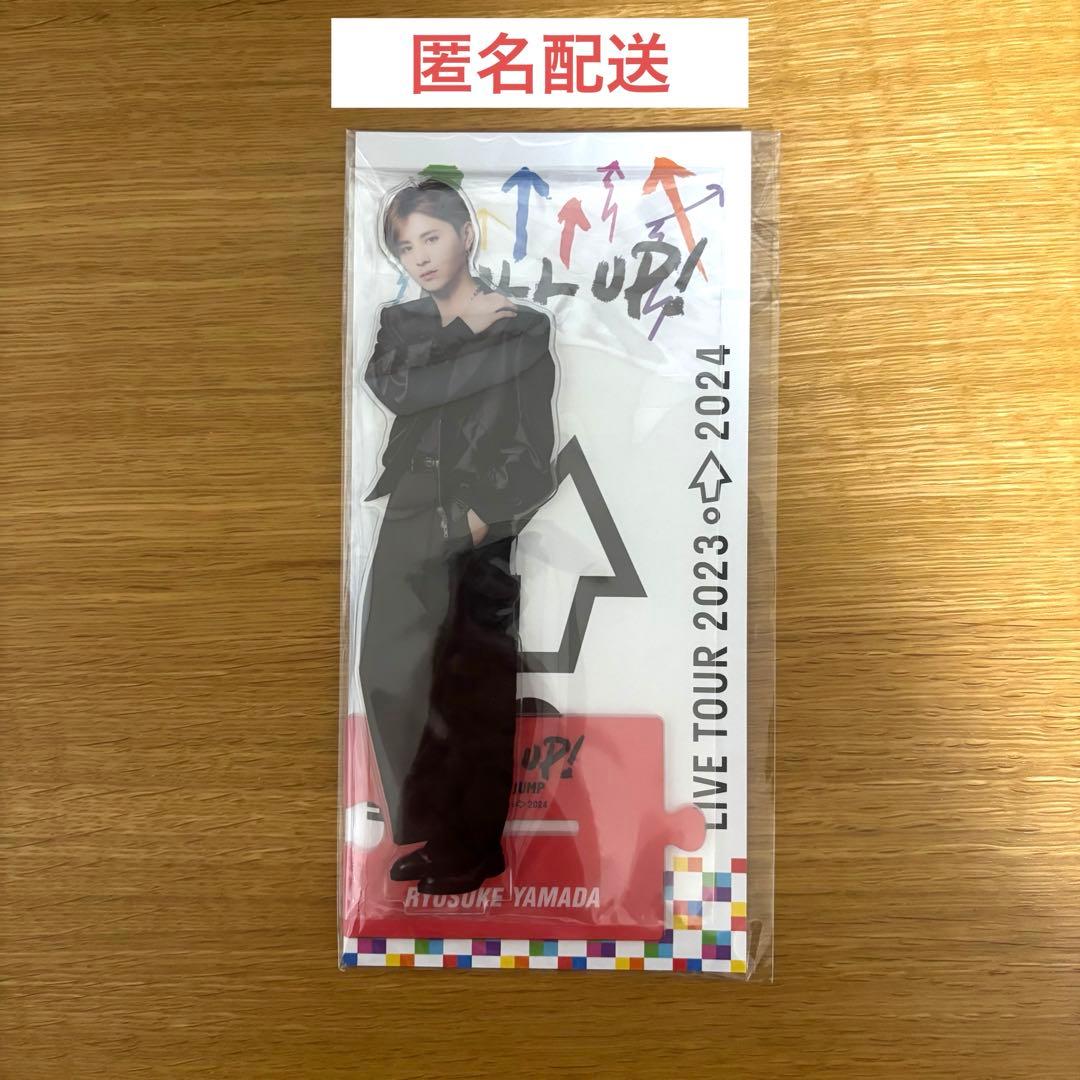 匿名配送
UP!
LIVE TOUR 2023 2024
UP!
JUMP
2024
RYOSUKE YAMADA